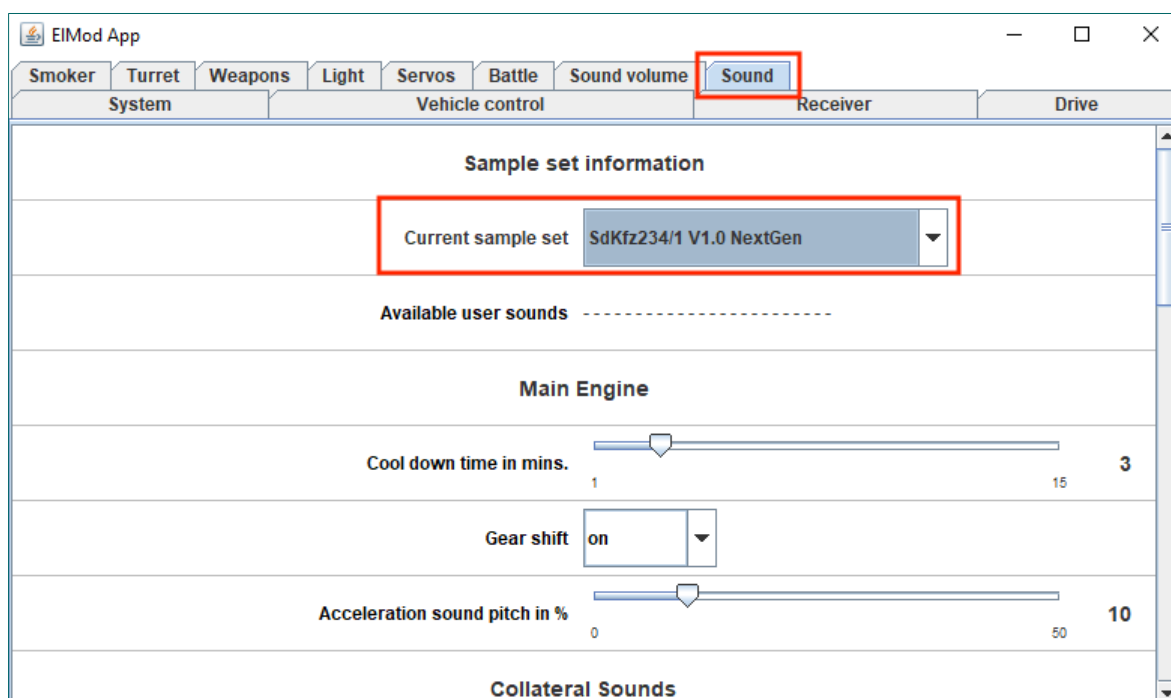 ElMod App
Smoker Turret Weapons Light Servos Battle Sound volume Sound
System Vehicle control Receiver Drive
Sample set information
Current sample set SdKfz234/1 V1.0 NextGen
Available user sounds - - - - - - - - - - - - - - - - - - - - - - - -
Main Engine
Cool down time in mins. 3
1 15
Gear shift on
Acceleration sound pitch in % 10
0 50
Collateral Sounds